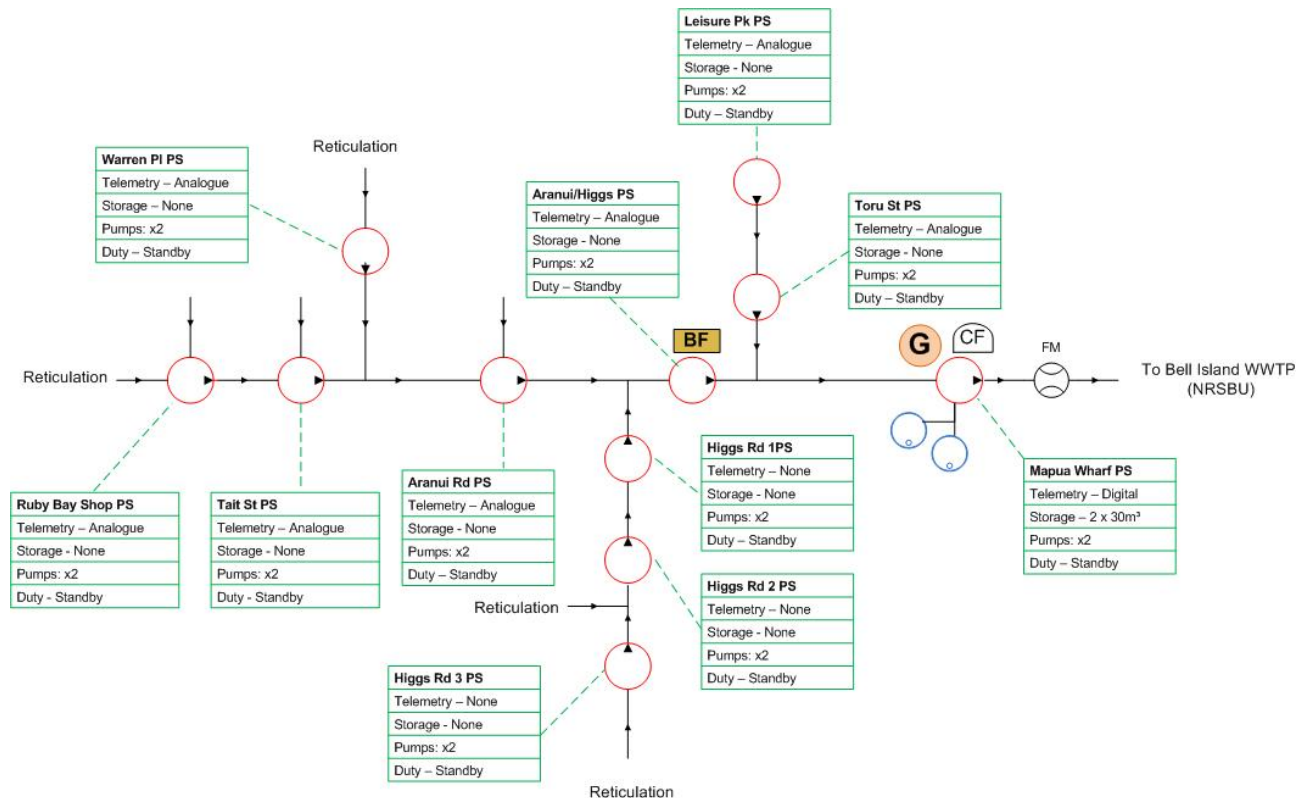 Leisure Pk PS
Telemetry – Analogue
Storage - None
Pumps: x2
Duty – Standby
Reticulation
Warren Pl PS
Telemetry – Analogue
Storage – None
Pumps: x2
Duty – Standby
Aranui/Higgs PS
Telemetry – Analogue
Storage - None
Pumps: x2
Duty – Standby
Toru St PS
Telemetry – Analogue
Storage - None
Pumps: x2
Duty – Standby
BF
G
CF
FM
Reticulation
To Bell Island WWTP
(NRSBU)
Ruby Bay Shop PS
Telemetry – Analogue
Storage - None
Pumps: x2
Duty - Standby
Tait St PS
Telemetry – Analogue
Storage - None
Pumps: x2
Duty - Standby
Aranui Rd PS
Telemetry – Analogue
Storage - None
Pumps: x2
Duty – Standby
Higgs Rd 1PS
Telemetry – None
Storage - None
Pumps: x2
Duty – Standby
Mapua Wharf PS
Telemetry – Digital
Storage – 2 x 30m³
Pumps: x2
Duty – Standby
Higgs Rd 2 PS
Telemetry – None
Storage - None
Pumps: x2
Duty – Standby
Reticulation
Higgs Rd 3 PS
Telemetry – None
Storage - None
Pumps: x2
Duty – Standby
Reticulation